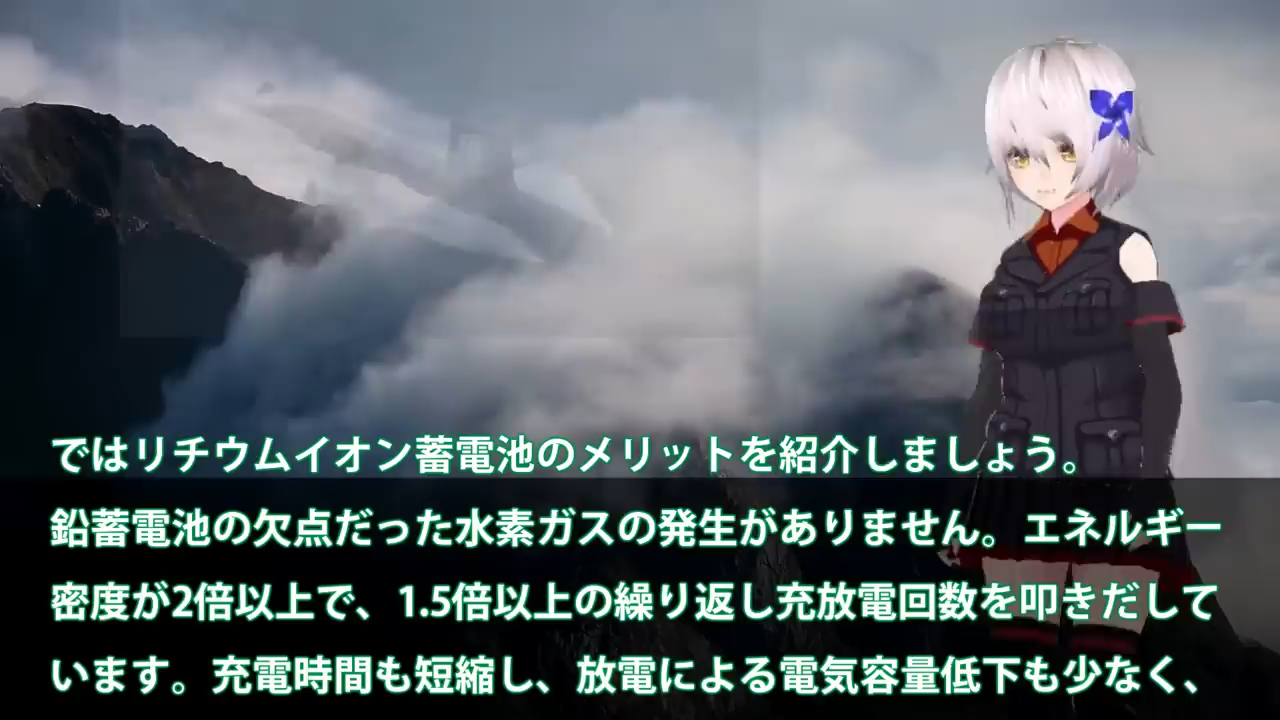 ではリチウムイオン蓄電池のメリットを紹介しましょう。
鉛蓄電池の欠点だった水素ガスの発生がありません。エネルギー
密度が2倍以上で、1.5倍以上の繰り返し充放電回数を叩きだして
います。充電時間も短縮し、放電による電気容量低下も少なく、